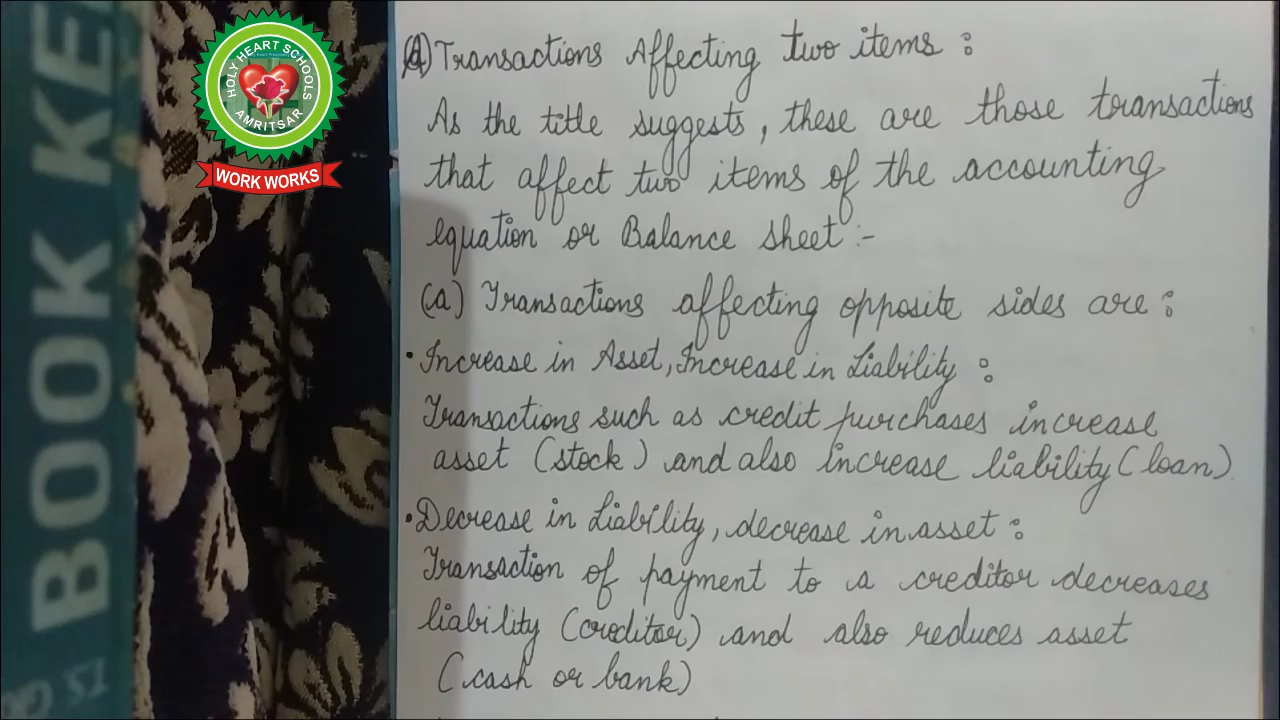 BOOK KEE
TS GR
HOLY HEART SCHOOLS
AMRITSAR
WORK WORKS
(A) Transactions Affecting two items :
As the title suggests, these are those transactions
that affect two items of the accounting
equation or Balance sheet :-
(a) Transactions affecting opposite sides are :
• Increase in Asset, Increase in Liability :
Transactions such as credit purchases increase
asset (stock) and also increase liability (loan).
• Decrease in Liability, decrease in asset :
Transaction of payment to a creditor decreases
liability (creditor) and also reduces asset
(cash or bank)